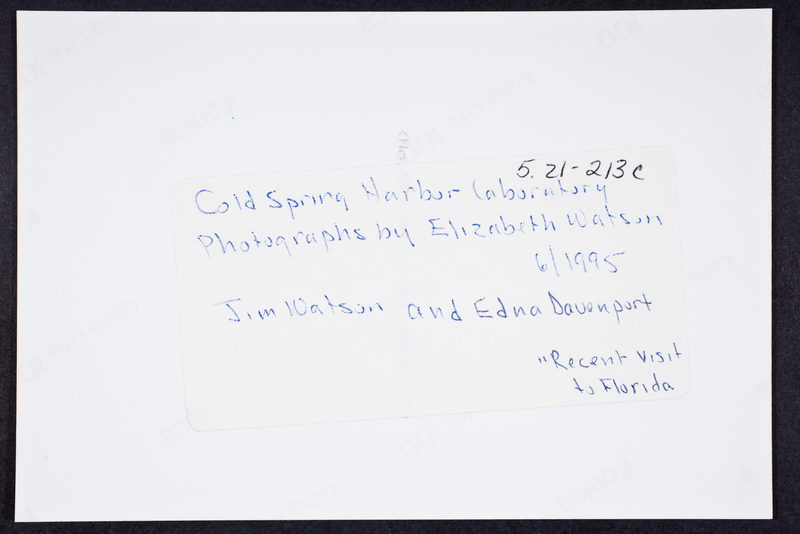 5. 21-213c
Cold Spring Harbor Laboratory
Photographs by Elizabeth Watson
6/1995
Jim Watson and Edna Davenport
"Recent visit
to Florida
Konica